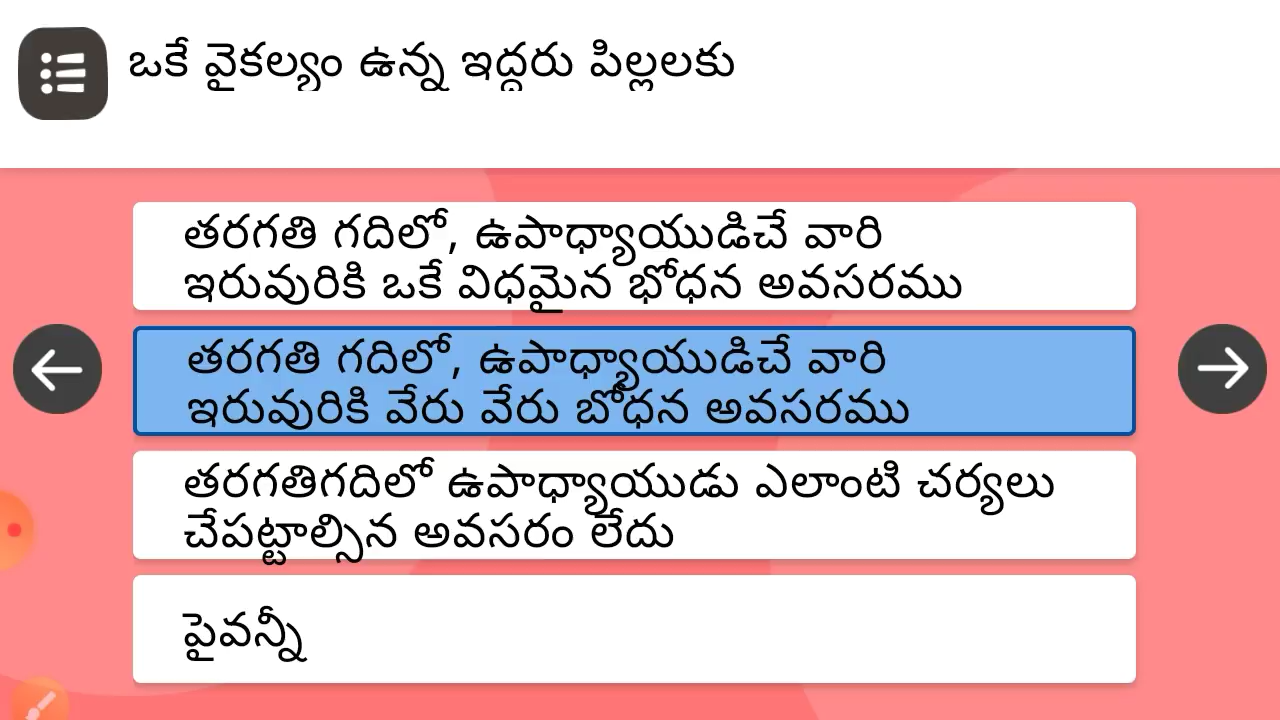 ఒకే వైకల్యం ఉన్న ఇద్దరు పిల్లలకు
తరగతి గదిలో, ఉపాధ్యాయుడిచే వారి
ఇరువురికి ఒకే విధమైన భోధన అవసరము
తరగతి గదిలో, ఉపాధ్యాయుడిచే వారి
ఇరువురికి వేరు వేరు బోధన అవసరము
తరగతిగదిలో ఉపాధ్యాయుడు ఎలాంటి చర్యలు
చేపట్టాల్సిన అవసరం లేదు
పైవన్నీ